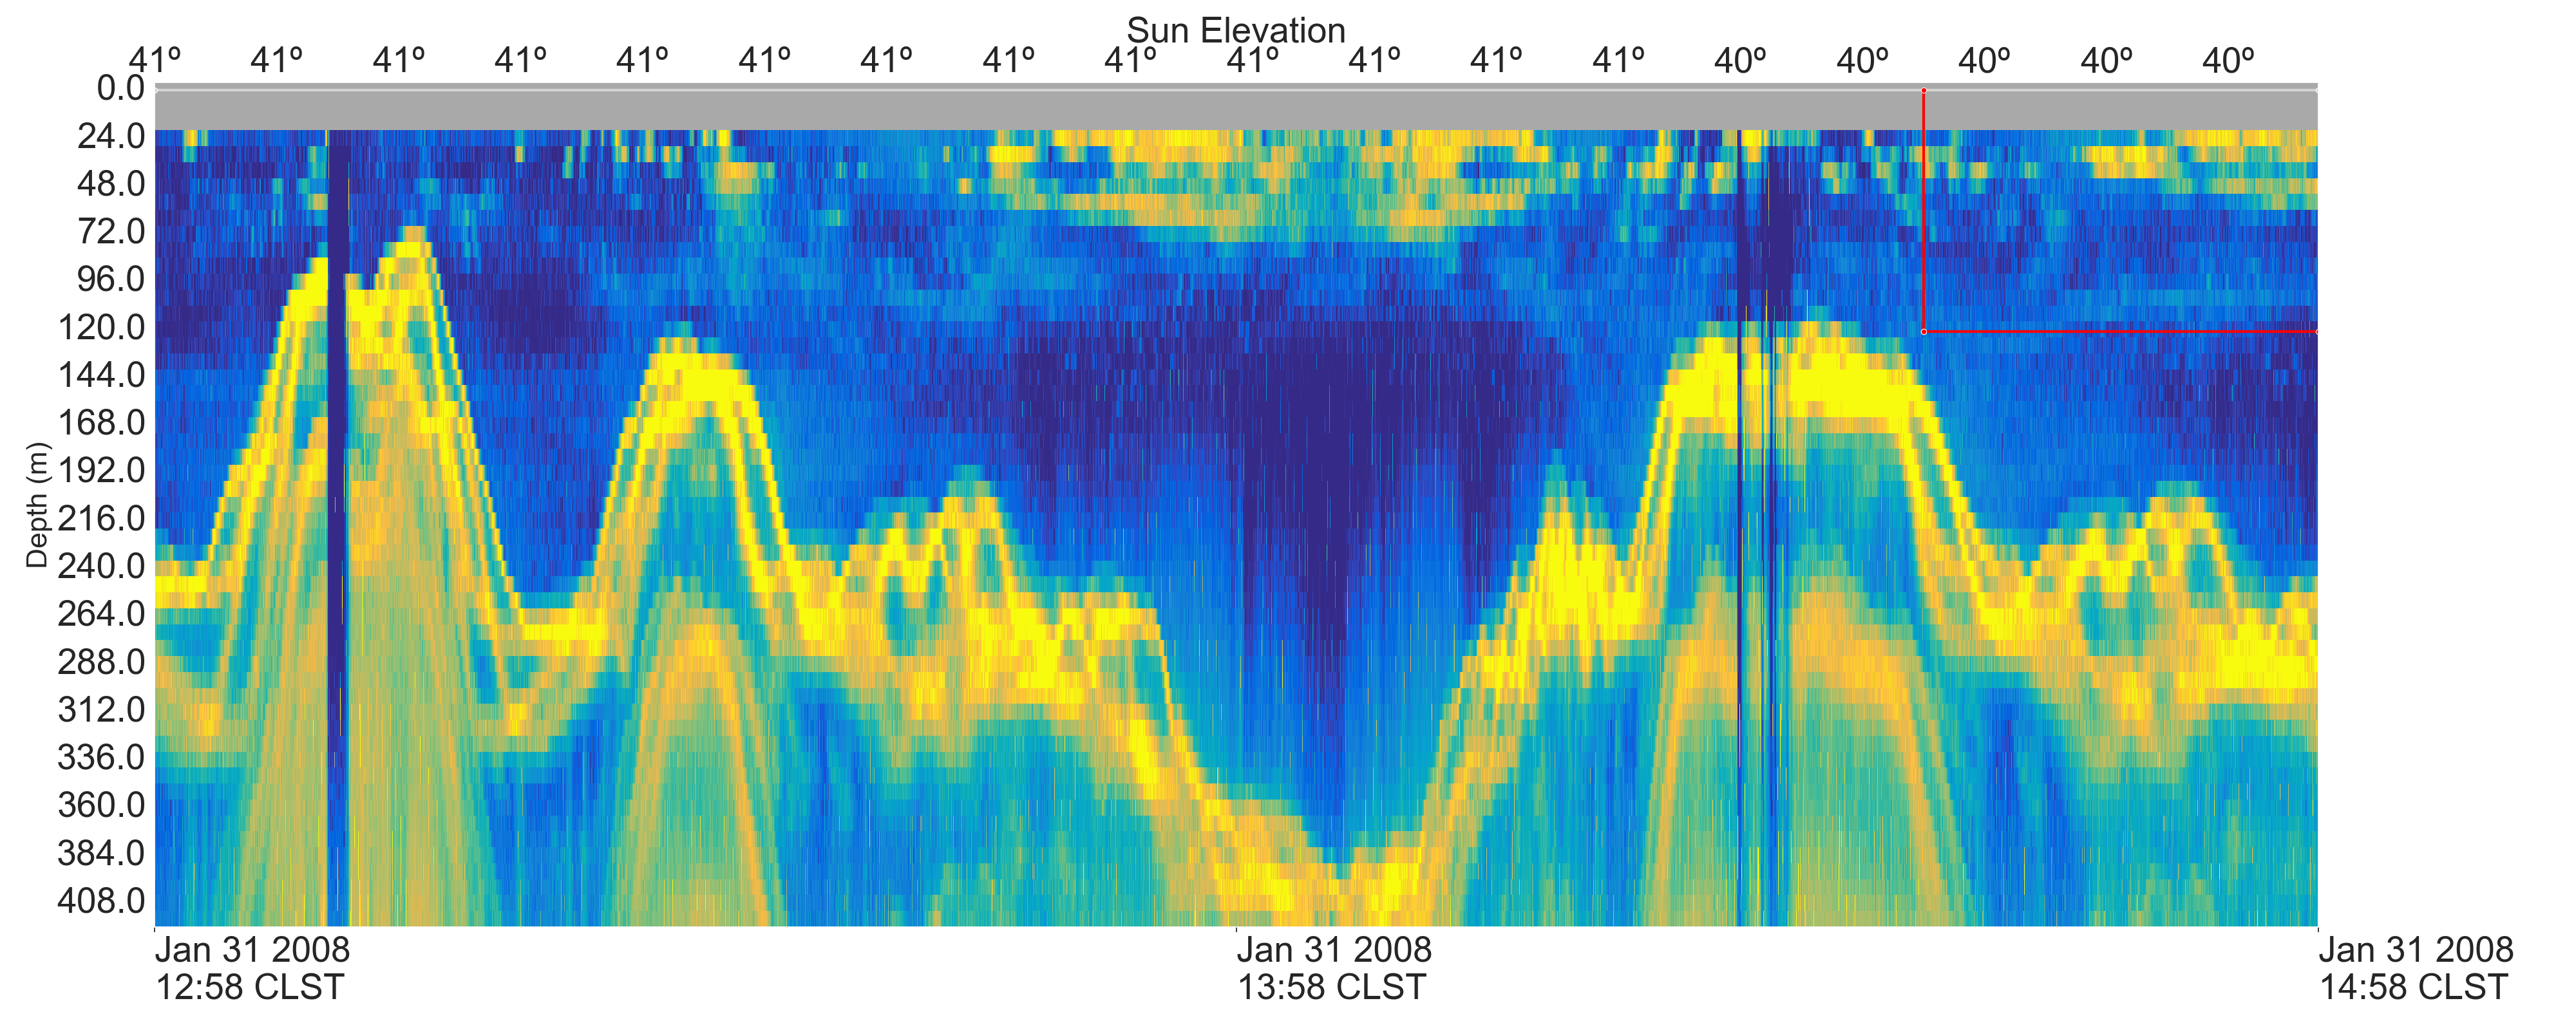 Sun Elevation
41º 41º 41º 41º 41º 41º 41º 41º 41º 41º 41º 41º 41º 40º 40º 40º 40º 40º
0.0
24.0
48.0
72.0
96.0
120.0
144.0
168.0
192.0
216.0
240.0
264.0
288.0
312.0
336.0
360.0
384.0
408.0
Depth (m)
Jan 31 2008
12:58 CLST
Jan 31 2008
13:58 CLST
Jan 31 2008
14:58 CLST